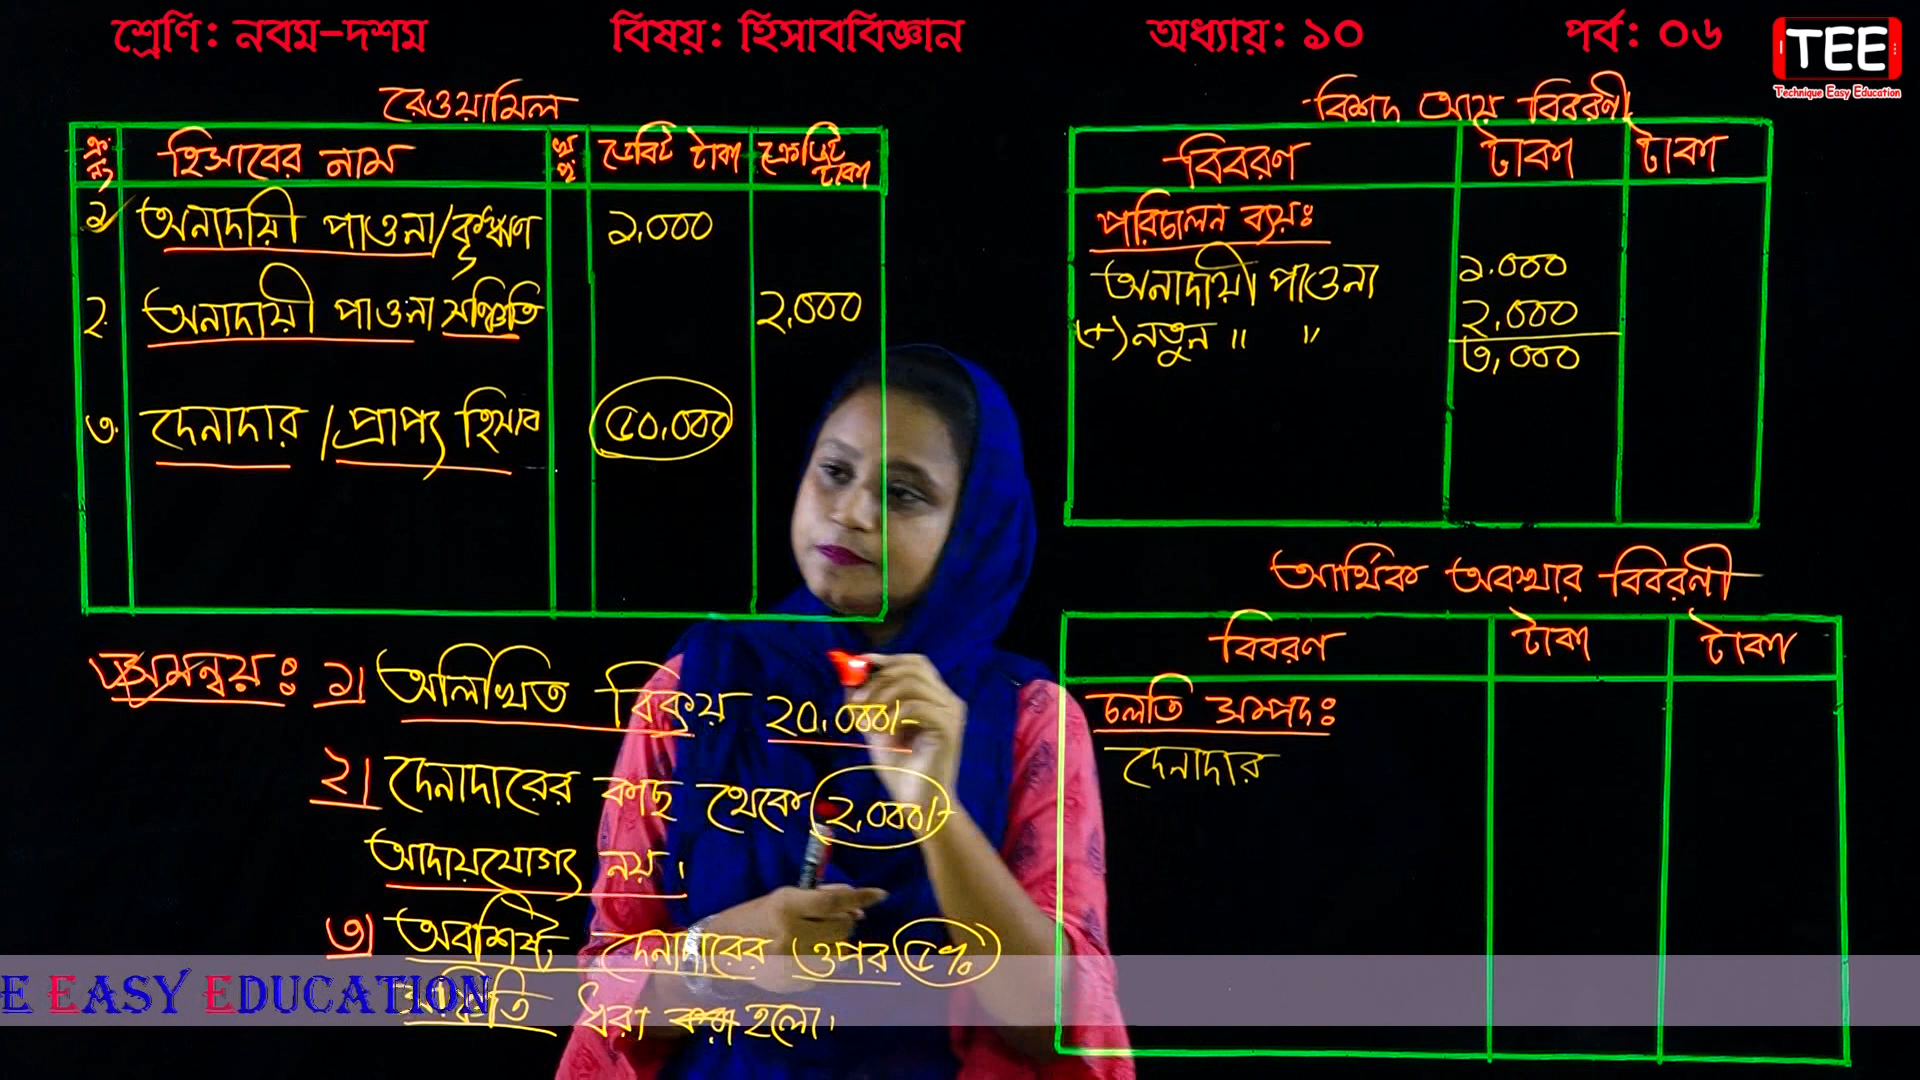 শ্রেণি: নবম-দশম বিষয়: হিসাববিজ্ঞান অধ্যায়: ১০ পর্ব: ০৬
TEE
Technique Easy Education
রেওয়ামিল
ক্রঃ নং হিসাবের নাম খঃ পৃঃ ডেবিট টাকা ক্রেডিট টাকা
১ অনাদায়ী পাওনা/কুঋণ ১,০০০
২. অনাদায়ী পাওনা সঞ্চিতি ২,০০০
৩. দেনাদার / প্রাপ্য হিসাব ৫০,০০০
সমন্বয়ঃ ১। অলিখিত বিক্রয় ২০,০০০/-
২। দেনাদারের কাছ থেকে ২,০০০/-
আদায়যোগ্য নয়।
৩। অবশিষ্ট দেনাদারের ওপর ৫%
সঞ্চিতি ধরা হলো।
বিশদ আয় বিবরণী
বিবরণ টাকা টাকা
পরিচালন ব্যয়ঃ
অনাদায়ী পাওনা ১,০০০
(+) নতুন " " ২,০০০
৩,০০০
আর্থিক অবস্থার বিবরণী
বিবরণ টাকা টাকা
চলতি সম্পদঃ
দেনাদার
E EASY EDUCATION